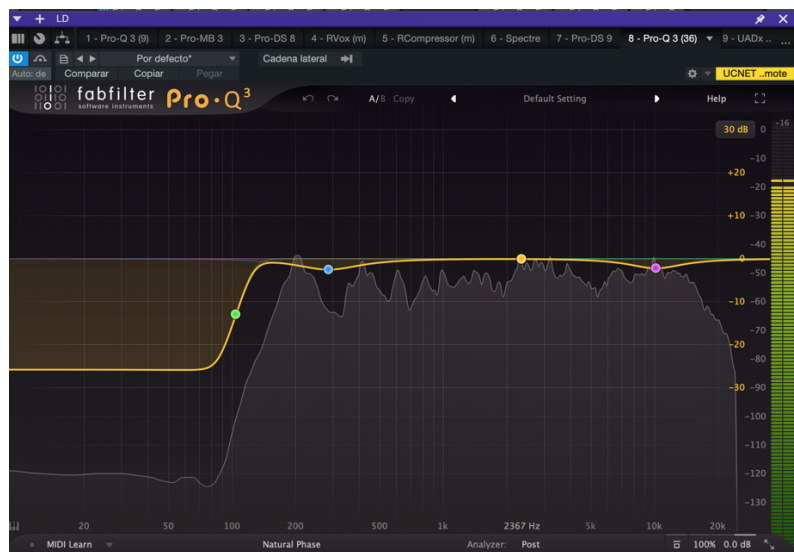 LD
1 - Pro-Q 3 (9) 2 - Pro-MB 3 3 - Pro-DS 8 4 - RVox (m) 5 - RCompressor (m) 6 - Spectre 7 - Pro-DS 9 8 - Pro-Q 3 (36) 9 - UADx ..
Por defecto* Cadena lateral
Auto: de Comparar Copiar Pegar UCNET ..mote
fabfilter Pro·Q3
software instruments
A/B Copy Default Setting Help
30 dB 0 -16
-10
+20 -20
+10 -30
-40
0 -50
-10 -60
-70
-20 -80
-30 -90
-100
-110
-120
-130
20 50 100 200 500 1k 2367 Hz 5k 10k 20k
MIDI Learn Natural Phase Analyzer: Post 100% 0.0 dB